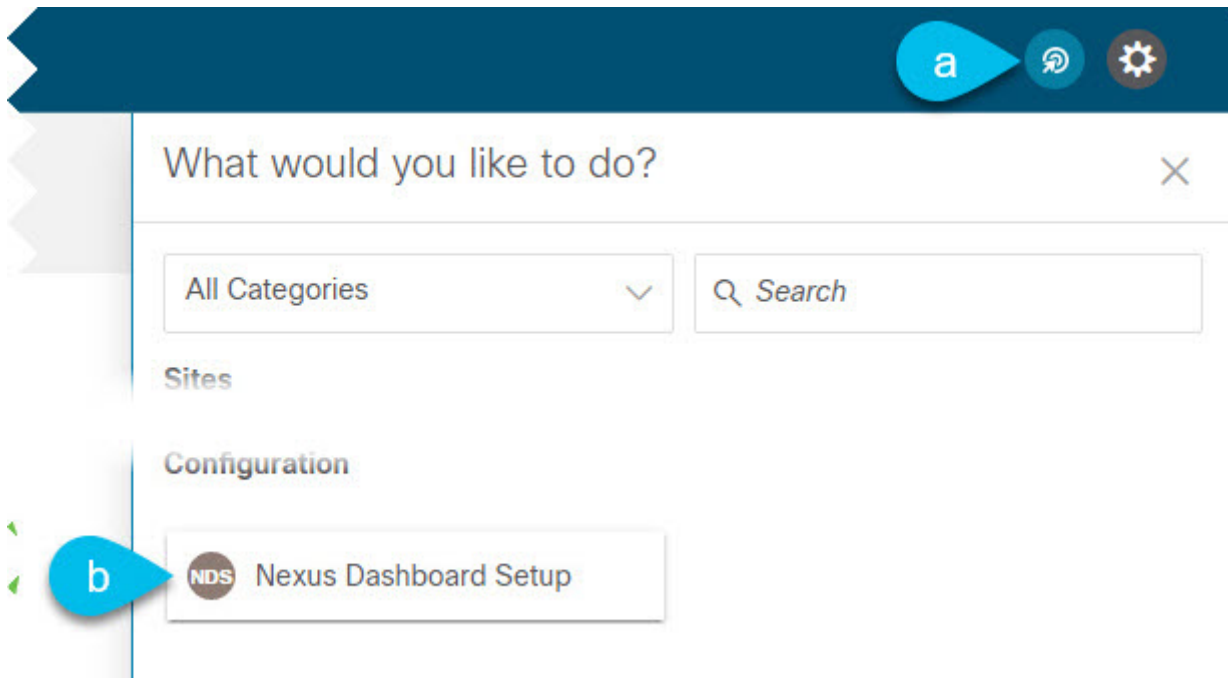 a
What would you like to do?
All Categories
Search
Sites
Configuration
b
NDS Nexus Dashboard Setup